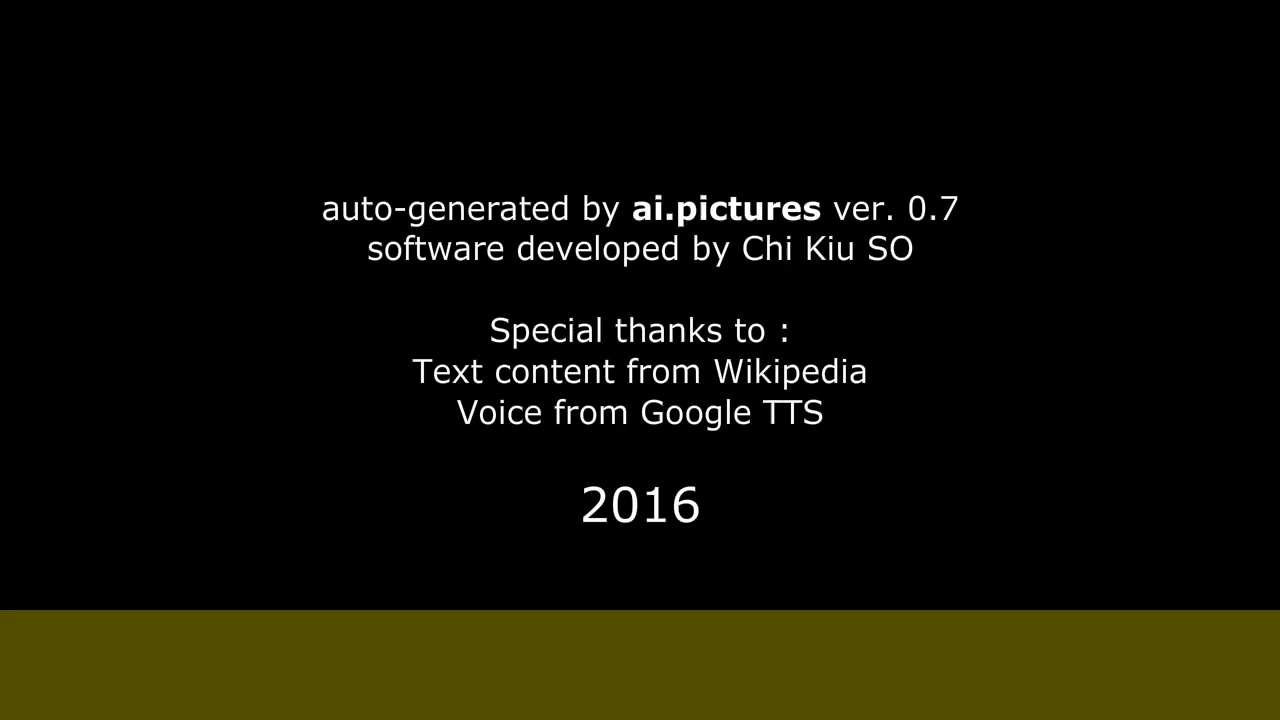 auto-generated by ai.pictures ver. 0.7
software developed by Chi Kiu SO
Special thanks to :
Text content from Wikipedia
Voice from Google TTS
2016